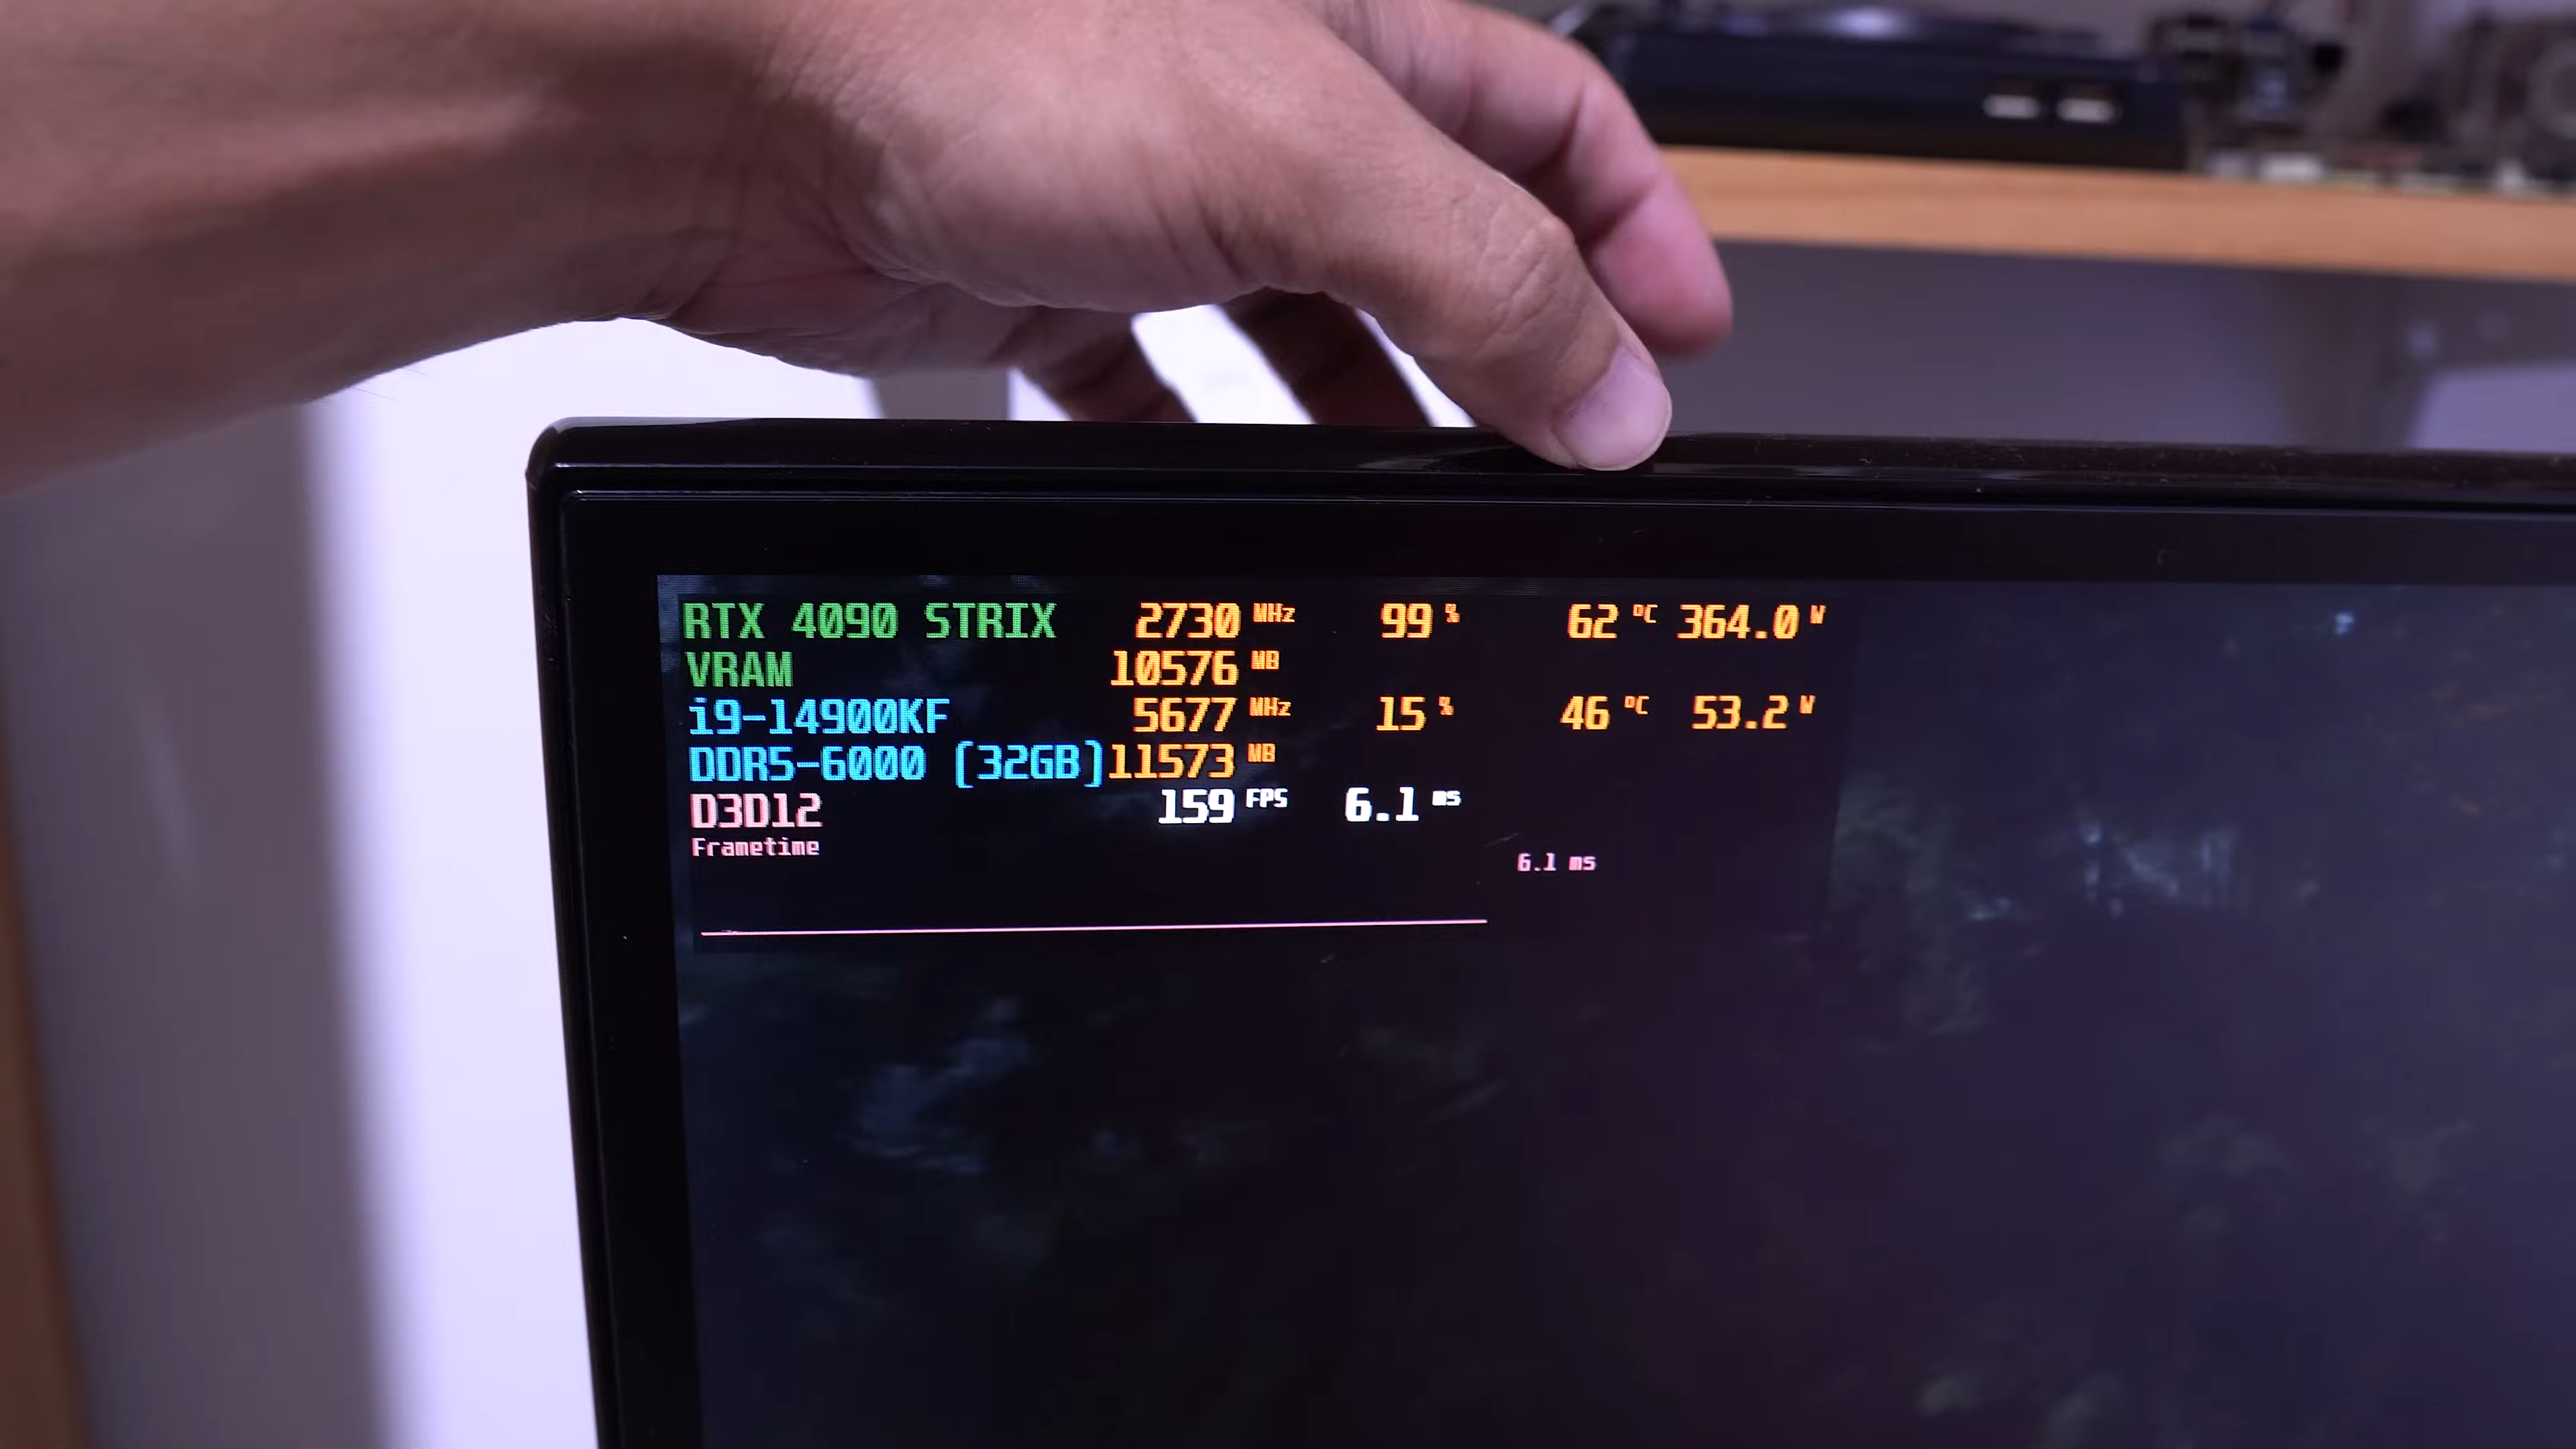 RTX 4090 STRIX 2730 MHz 99 % 62 °C 364.0 W
VRAM 10576 MB
i9-14900KF 5677 MHz 15 % 46 °C 53.2 W
DDR5-6000 [32GB] 11573 MB
D3D12 159 FPS 6.1 ms
Frametime
6.1 ms